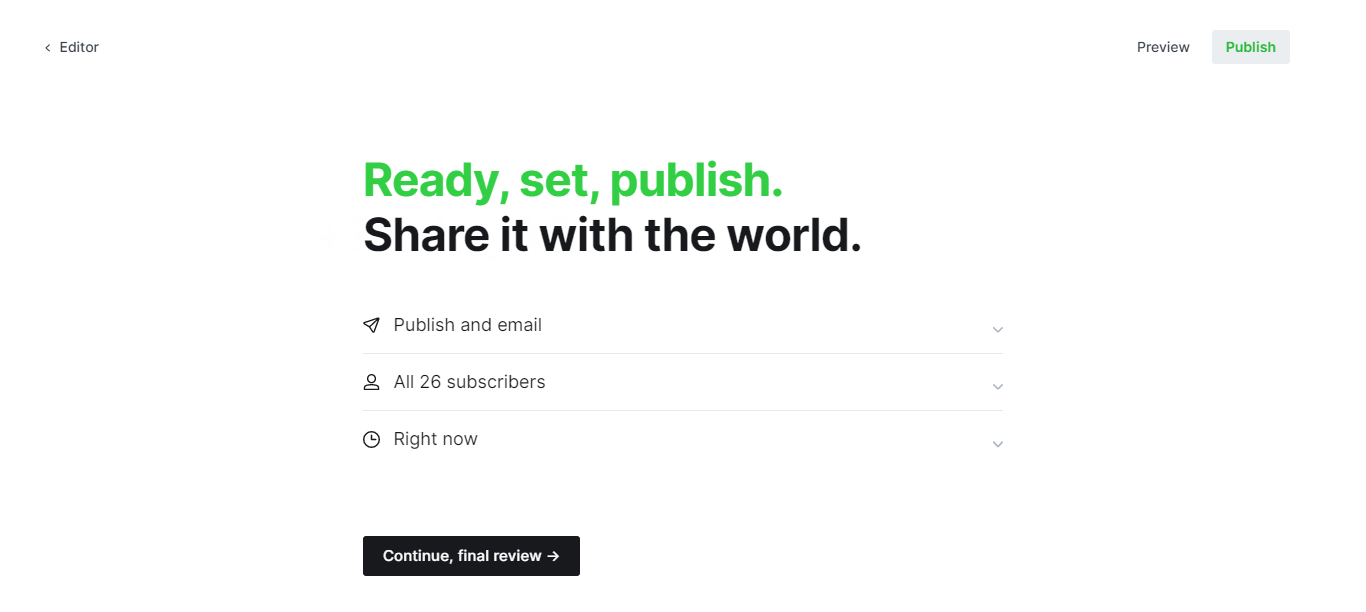 Editor
Preview
Publish
Ready, set, publish.
Share it with the world.
Publish and email
All 26 subscribers
Right now
Continue, final review →